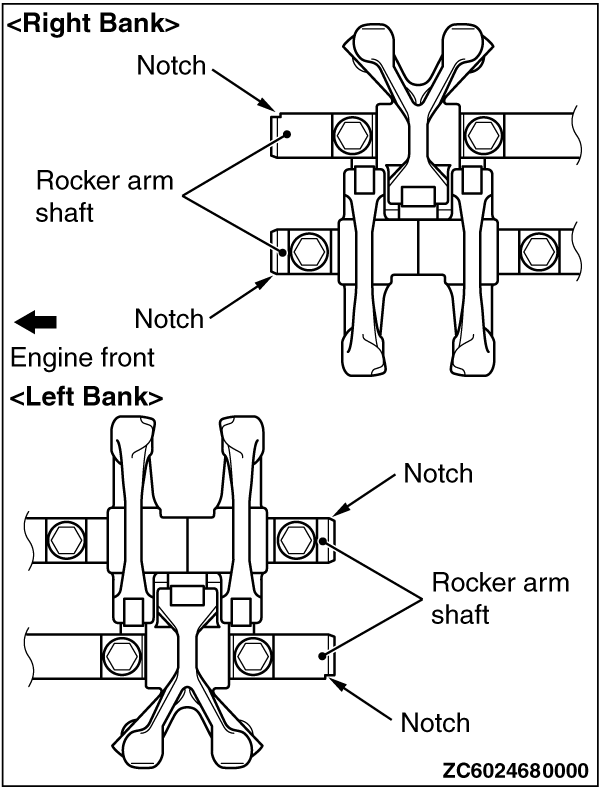 <Right Bank>
Notch
Rocker arm
shaft
Notch
Engine front
<Left Bank>
Notch
Rocker arm
shaft
Notch
ZC6024680000